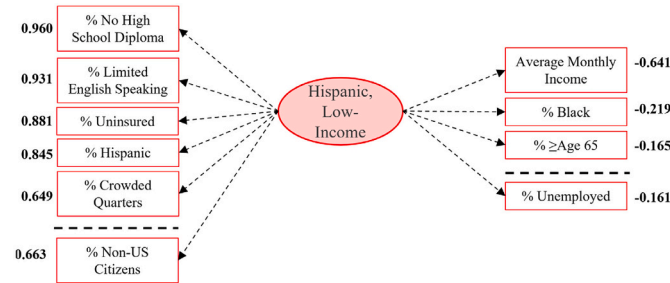 0.960
% No High
School Diploma
0.931
% Limited
English Speaking
0.881
% Uninsured
0.845
% Hispanic
0.649
% Crowded
Quarters
0.663
% Non-US
Citizens
Hispanic,
Low-
Income
Average Monthly
Income
-0.641
% Black
-0.219
% ≥Age 65
-0.165
% Unemployed
-0.161